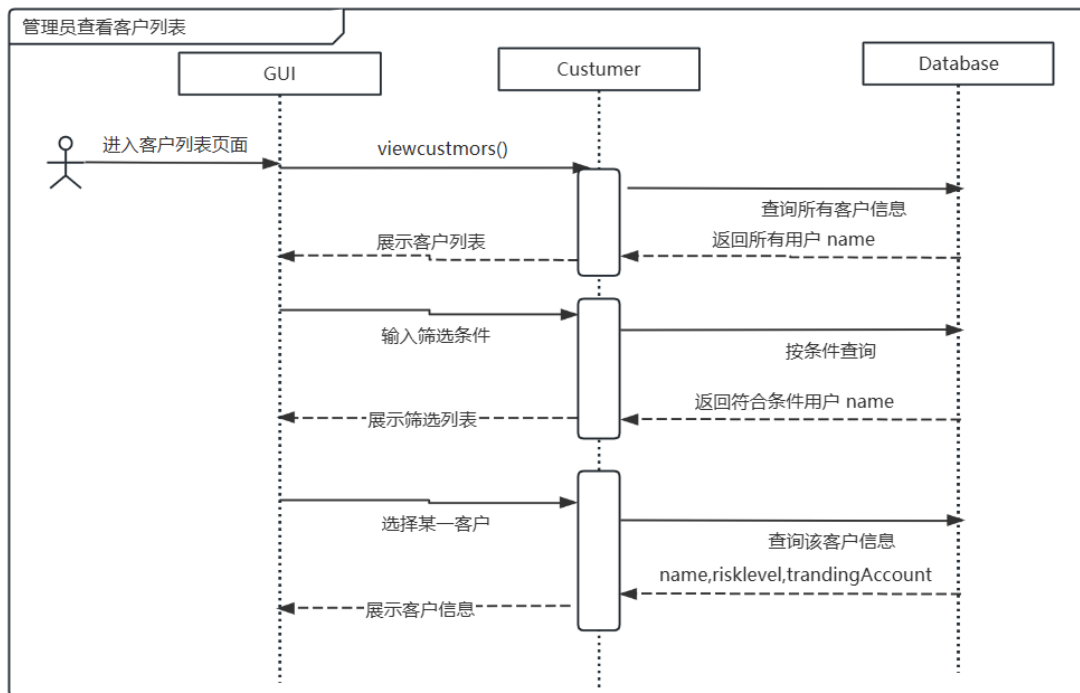 管理员查看客户列表
GUI
Custumer
Database
进入客户列表页面
viewcustmors()
查询所有客户信息
展示客户列表
返回所有用户 name
输入筛选条件
按条件查询
返回符合条件用户 name
展示筛选列表
选择某一客户
查询该客户信息
name,risklevel,trandingAccount
展示客户信息